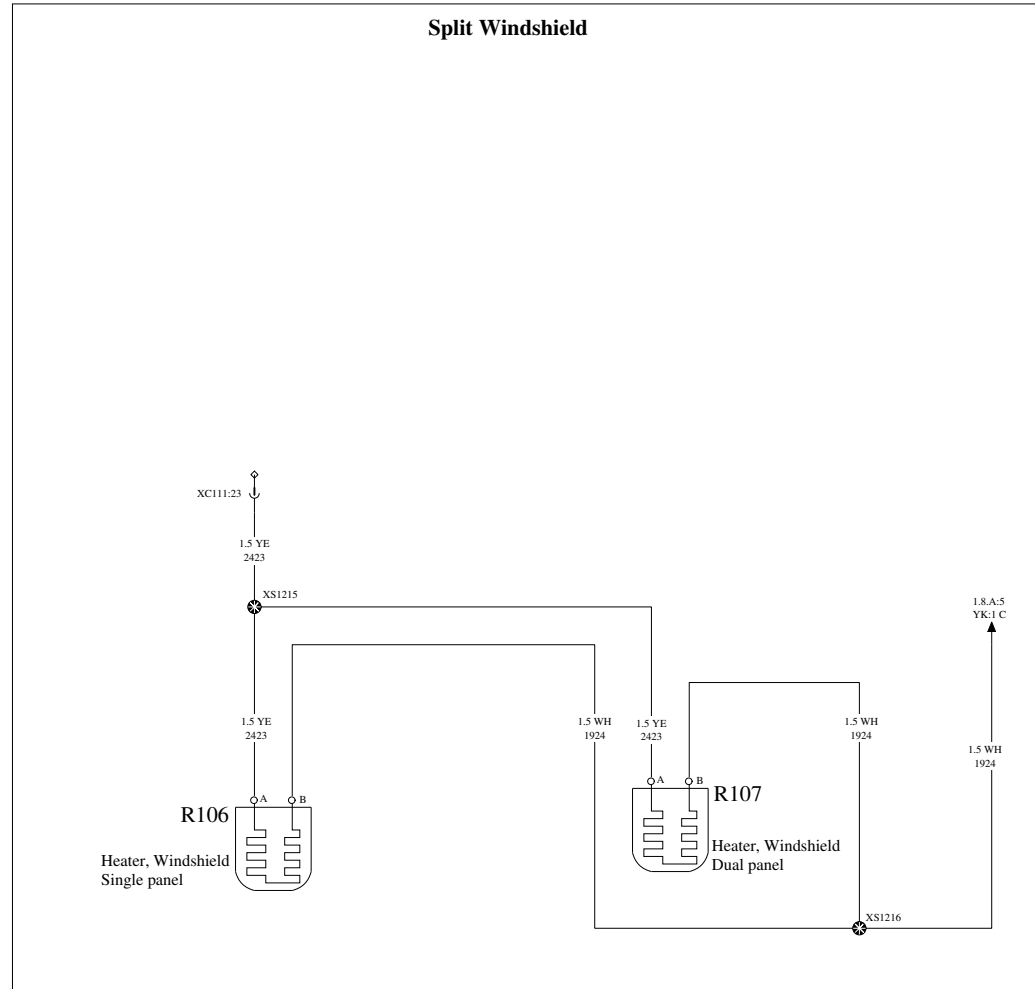 Split Windshield
XC111:23
1.5 YE
2423
XS1215
1.8.A:5
YK:1 C
1.5 YE
2423
1.5 WH
1924
1.5 YE
2423
1.5 WH
1924
1.5 WH
1924
A
B
R106
Heater, Windshield
Single panel
A
B
R107
Heater, Windshield
Dual panel
XS1216